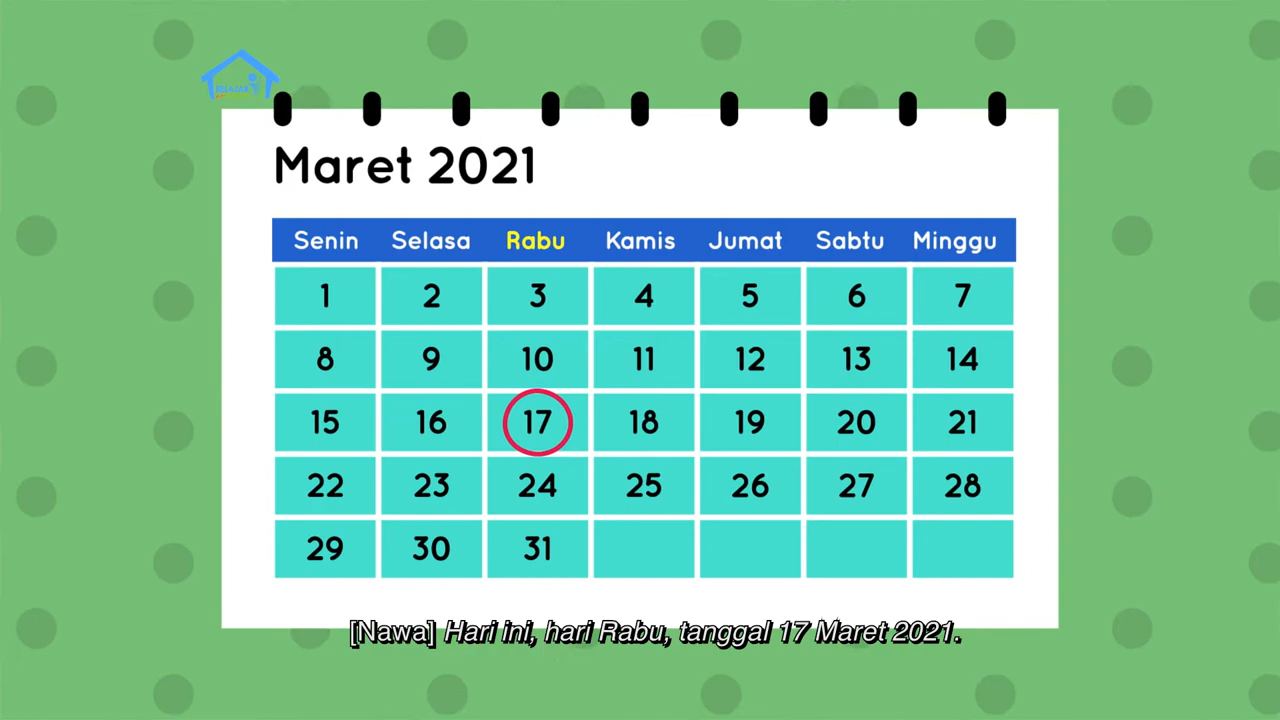 BELAJAR
Maret 2021
Senin Selasa Rabu Kamis Jumat Sabtu Minggu
1 2 3 4 5 6 7
8 9 10 11 12 13 14
15 16 17 18 19 20 21
22 23 24 25 26 27 28
29 30 31
[Nawa] Hari ini, hari Rabu, tanggal 17 Maret 2021.